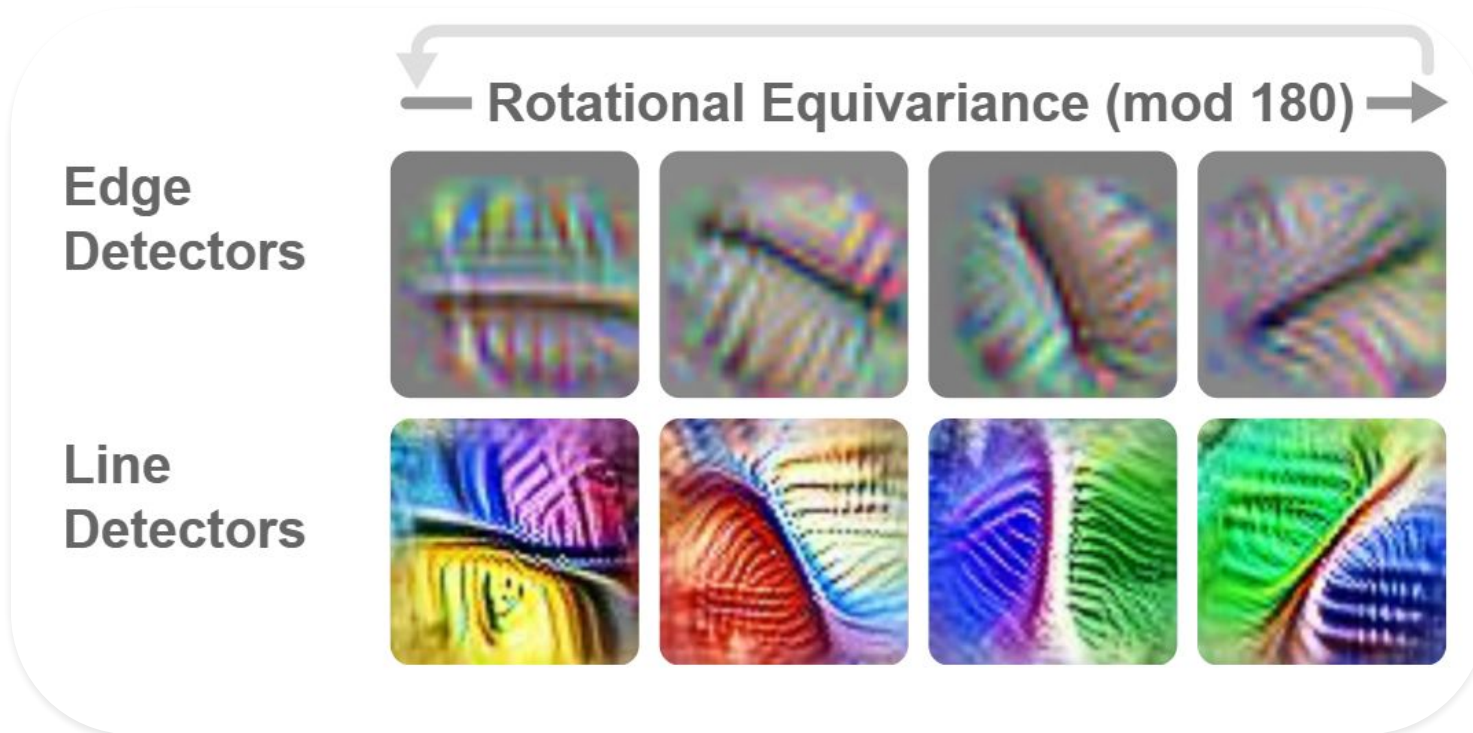 Rotational Equivariance (mod 180)
Edge
Detectors
Line
Detectors